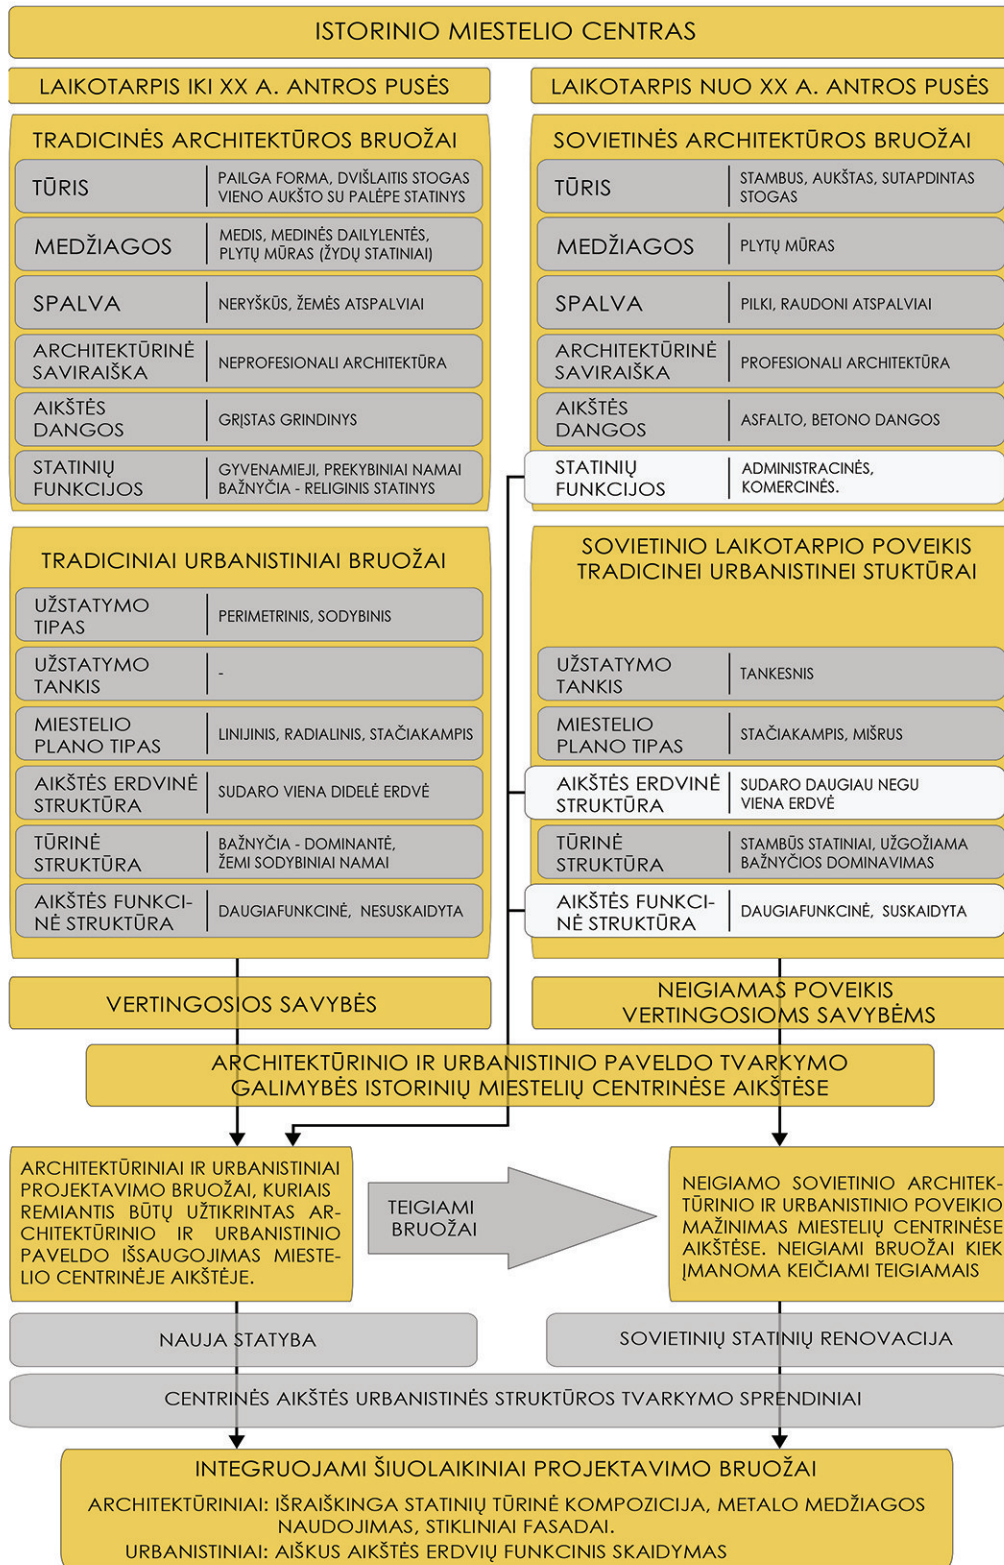 ISTORINIO MIESTELIO CENTRAS
LAIKOTARPIS IKI XX A. ANTROS PUSĖS
TRADICINĖS ARCHITEKTŪROS BRUOŽAI
TŪRIS
PAILGA FORMA, DVIŠLAITIS STOGAS
VIENO AUKŠTO SU PALĖPE STATINYS
MEDŽIAGOS
MEDIS, MEDINĖS DAILYLENTĖS,
PLYTŲ MŪRAS (ŽYDŲ STATINIAI)
SPALVA
NERYŠKŪS, ŽEMĖS ATSPALVIAI
ARCHITEKTŪRINĖ
SAVIRAIŠKA
NEPROFESIONALI ARCHITEKTŪRA
AIKŠTĖS
DANGOS
GRĮSTAS GRINDINYS
STATINIŲ
FUNKCIJOS
GYVENAMIEJI, PREKYBINIAI NAMAI
BAŽNYČIA - RELIGINIS STATINYS
LAIKOTARPIS NUO XX A. ANTROS PUSĖS
SOVIETINĖS ARCHITEKTŪROS BRUOŽAI
TŪRIS
STAMBUS, AUKŠTAS, SUTAPDINTAS
STOGAS
MEDŽIAGOS
PLYTŲ MŪRAS
SPALVA
PILKI, RAUDONI ATSPALVIAI
ARCHITEKTŪRINĖ
SAVIRAIŠKA
PROFESIONALI ARCHITEKTŪRA
AIKŠTĖS
DANGOS
ASFALTO, BETONO DANGOS
STATINIŲ
FUNKCIJOS
ADMINISTRACINĖS,
KOMERCINĖS.
TRADICINIAI URBANISTINIAI BRUOŽAI
UŽSTATYMO
TIPAS
PERIMETRINIS, SODYBINIS
UŽSTATYMO
TANKIS
-
MIESTELIO
PLANO TIPAS
LINIJINIS, RADIALINIS, STAČIAKAMPIS
AIKŠTĖS ERDVINĖ
STRUKTŪRA
SUDARO VIENA DIDELĖ ERDVĖ
TŪRINĖ
STRUKTŪRA
BAŽNYČIA - DOMINANTĖ,
ŽEMI SODYBINIAI NAMAI
AIKŠTĖS FUNKCI-
NĖ STRUKTŪRA
DAUGIAFUNKCINĖ, NESUSKAIDYTA
SOVIETINIO LAIKOTARPIO POVEIKIS
TRADICINEI URBANISTINEI STUKTŪRAI
UŽSTATYMO
TANKIS
TANKESNIS
MIESTELIO
PLANO TIPAS
STAČIAKAMPIS, MIŠRUS
AIKŠTĖS ERDVINĖ
STRUKTŪRA
SUDARO DAUGIAU NEGU
VIENA ERDVĖ
TŪRINĖ
STRUKTŪRA
STAMBŪS STATINIAI, UŽGOŽIAMA
BAŽNYČIOS DOMINAVIMAS
AIKŠTĖS FUNKCI-
NĖ STRUKTŪRA
DAUGIAFUNKCINĖ, SUSKAIDYTA
VERTINGOSIOS SAVYBĖS
NEIGIAMAS POVEIKIS
VERTINGOSIOMS SAVYBĖMS
ARCHITEKTŪRINIO IR URBANISTINIO PAVELDO TVARKYMO
GALIMYBĖS ISTORINIŲ MIESTELIŲ CENTRINĖSE AIKŠTĖSE
ARCHITEKTŪRINIAI IR URBANISTINIAI
PROJEKTAVIMO BRUOŽAI, KURIAIS
REMIANTIS BŪTŲ UŽTIKRINTAS AR-
CHITEKTŪRINIO IR URBANISTINIO
PAVELDO IŠSAUGOJIMAS MIESTE-
LIO CENTRINĖJE AIKŠTĖJE.
TEIGIAMI
BRUOŽAI
NEIGIAMO SOVIETINIO ARCHITEK-
TŪRINIO IR URBANISTINIO POVEIKIO
MAŽINIMAS MIESTELIŲ CENTRINĖSE
AIKŠTĖSE. NEIGIAMI BRUOŽAI KIEK
ĮMANOMA KEIČIAMI TEIGIAMAIS
NAUJA STATYBA
SOVIETINIŲ STATINIŲ RENOVACIJA
CENTRINĖS AIKŠTĖS URBANISTINĖS STRUKTŪROS TVARKYMO SPRENDINIAI
INTEGRUOJAMI ŠIUOLAIKINIAI PROJEKTAVIMO BRUOŽAI
ARCHITEKTŪRINIAI: IŠRAIŠKINGA STATINIŲ TŪRINĖ KOMPOZICIJA, METALO MEDŽIAGOS
NAUDOJIMAS, STIKLINIAI FASADAI.
URBANISTINIAI: AIŠKUS AIKŠTĖS ERDVIŲ FUNKCINIS SKAIDYMAS